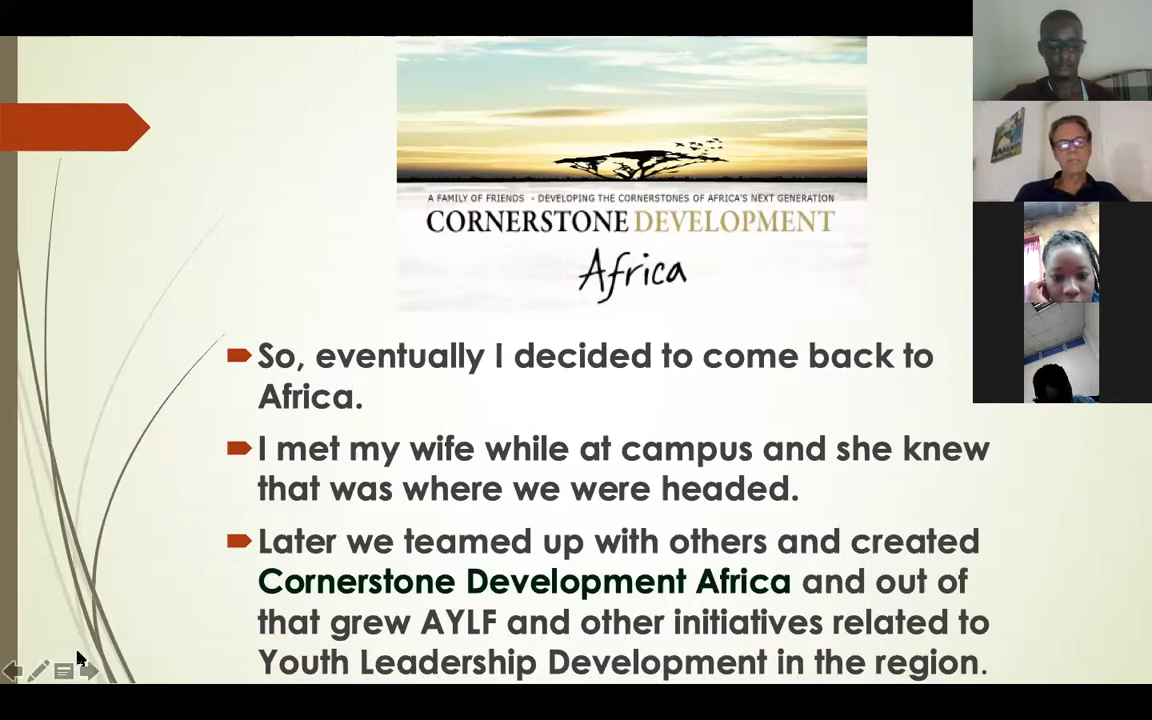 A FAMILY OF FRIENDS - DEVELOPING THE CORNERSTONES OF AFRICA'S NEXT GENERATION
CORNERSTONE DEVELOPMENT
Africa
So, eventually I decided to come back to
Africa.
I met my wife while at campus and she knew
that was where we were headed.
Later we teamed up with others and created
Cornerstone Development Africa and out of
that grew AYLF and other initiatives related to
Youth Leadership Development in the region.